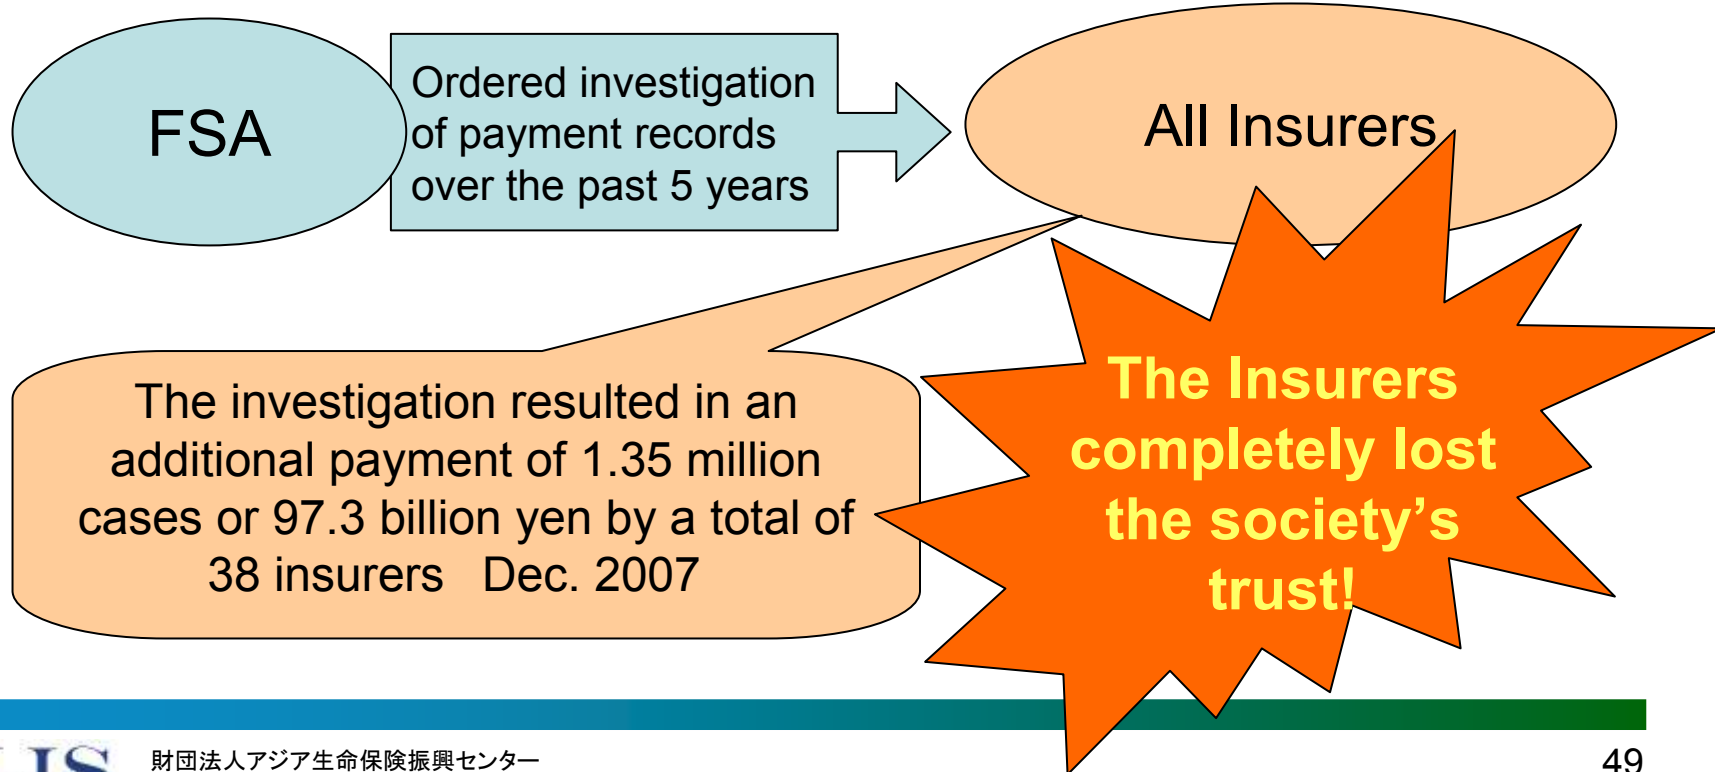 FSA
Ordered investigation
of payment records
over the past 5 years
All Insurers
The investigation resulted in an
additional payment of 1.35 million
cases or 97.3 billion yen by a total of
38 insurers Dec. 2007
The Insurers
completely lost
the society’s
trust!
財団法人アジア生命保険振興センター
49